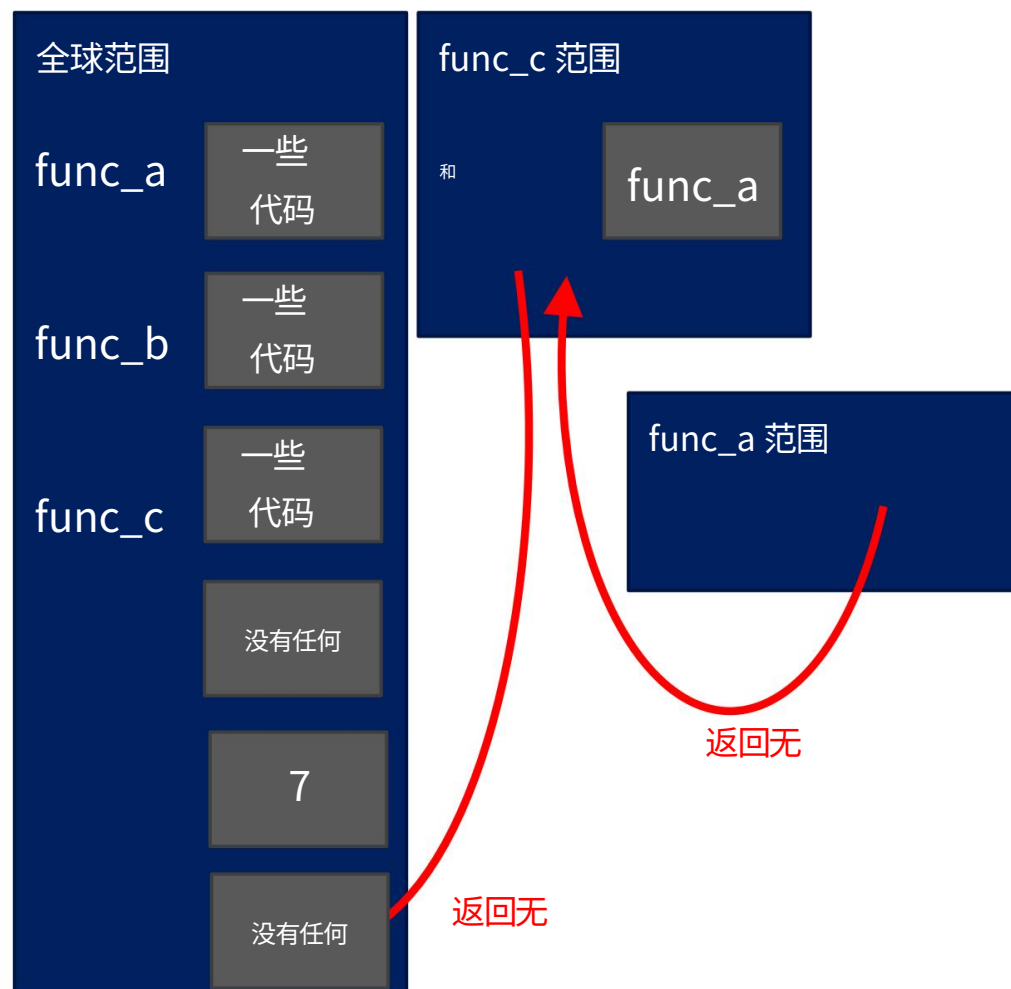 全球范围
func_a
一些
代码
func_b
一些
代码
func_c
一些
代码
没有任何
7
没有任何
func_c 范围
和
func_a
func_a 范围
返回无
返回无